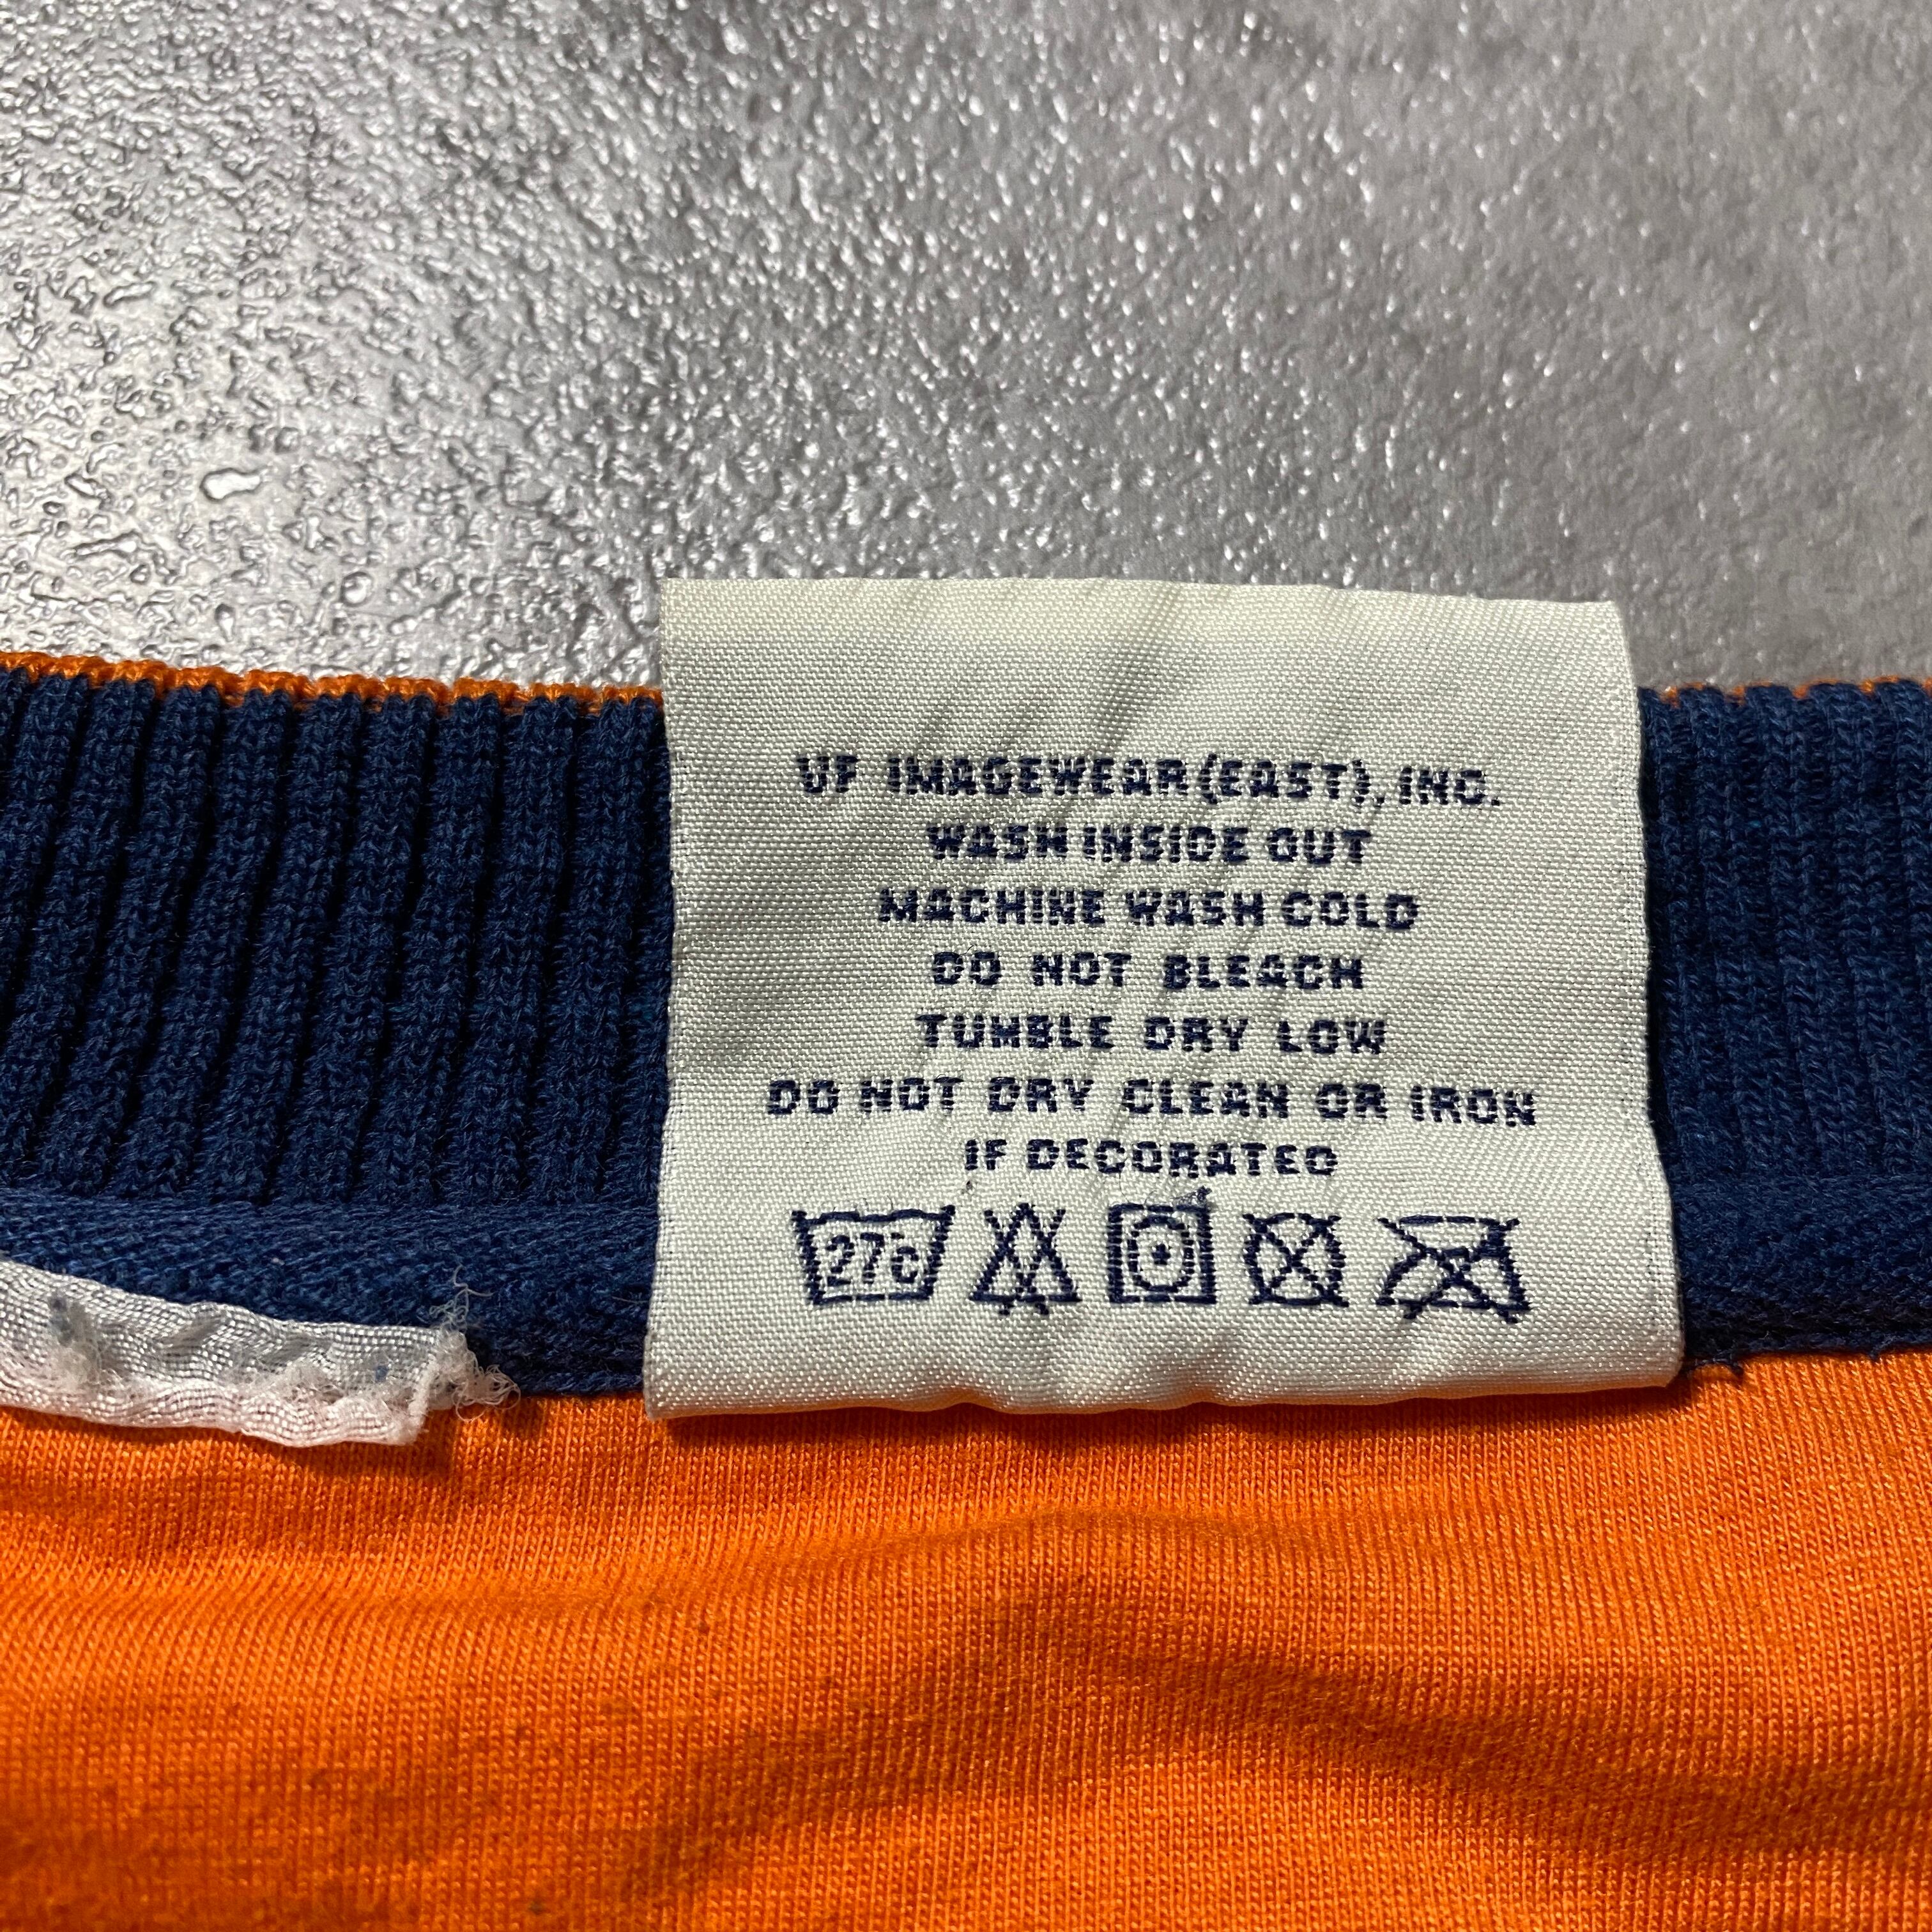 VF IMAGEWEAR(EAST), INC.
WASH INSIDE OUT
MACHINE WASH COLD
DO NOT BLEACH
TUMBLE DRY LOW
DO NOT DRY CLEAN OR IRON
IF DECORATED
27c